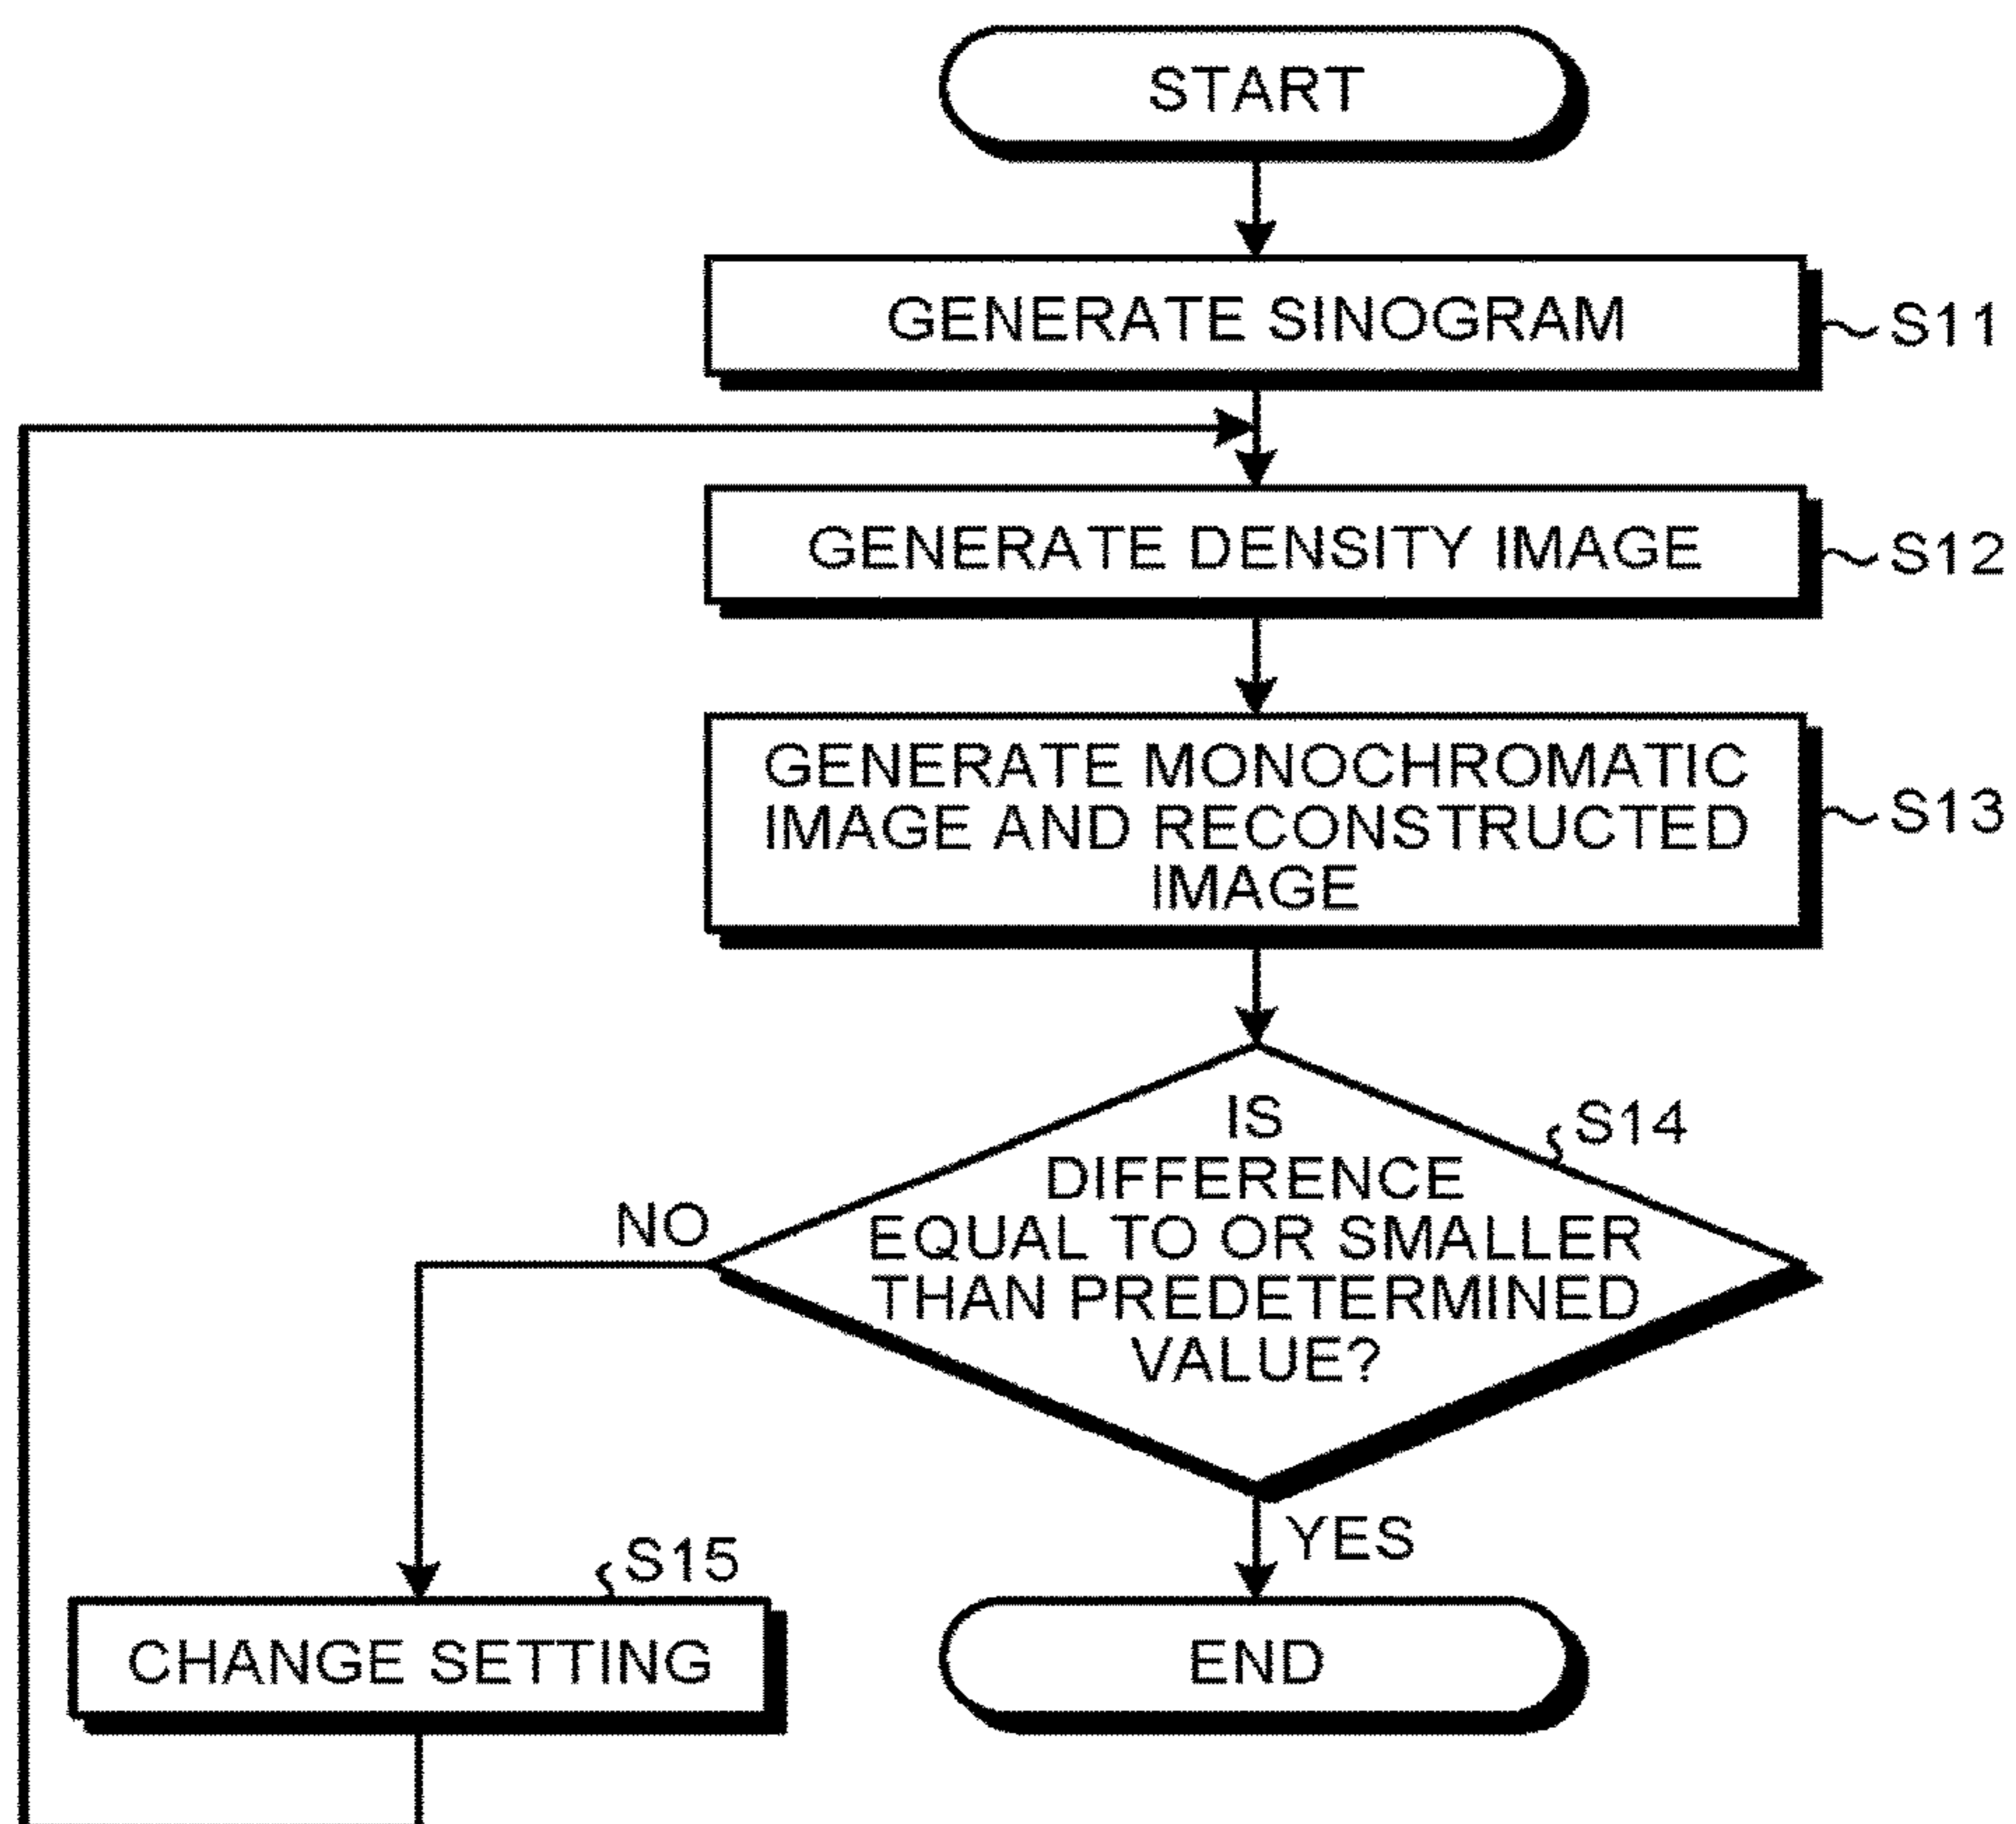 START
GENERATE SINOGRAM
S11
GENERATE DENSITY IMAGE
S12
GENERATE MONOCHROMATIC
IMAGE AND RECONSTRUCTED
IMAGE
S13
IS
DIFFERENCE
EQUAL TO OR SMALLER
THAN PREDETERMINED
VALUE?
S14
NO
YES
S15
CHANGE SETTING
END